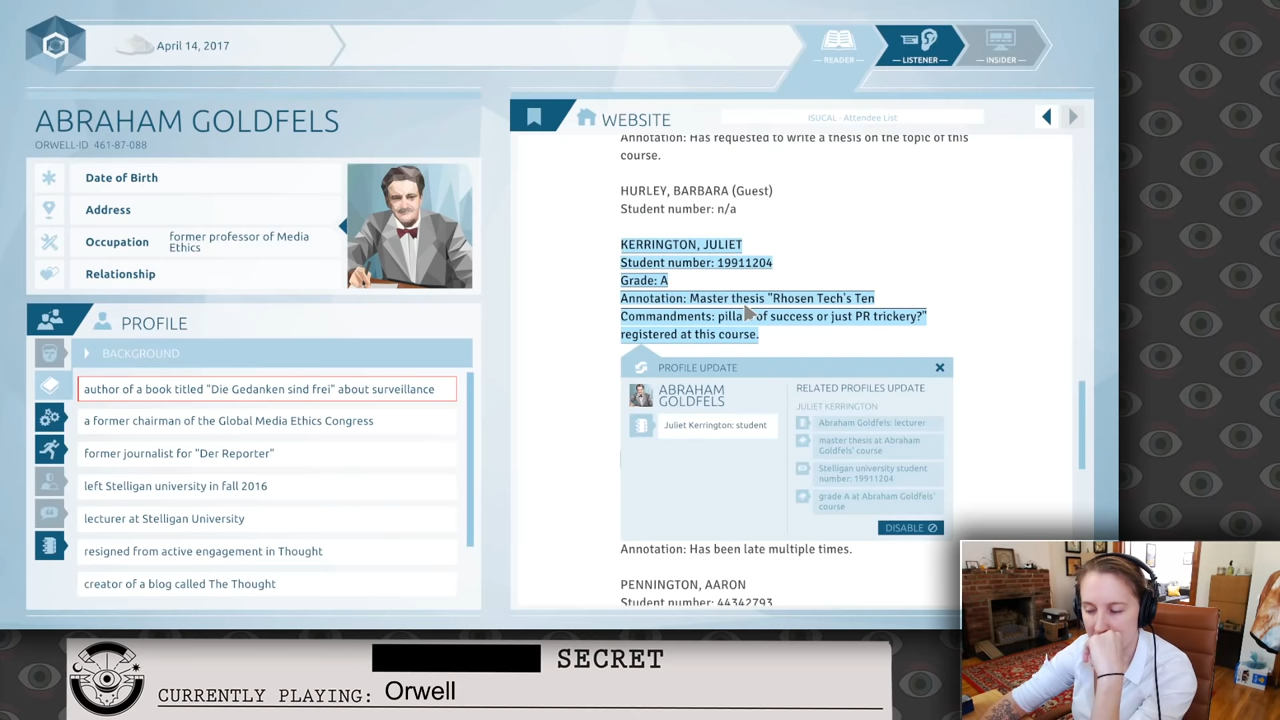 April 14, 2017
READER
LISTENER
INSIDER
ABRAHAM GOLDFELS
ORWELL-ID 461-87-088
Date of Birth
Address
Occupation former professor of Media
Ethics
Relationship
PROFILE
BACKGROUND
author of a book titled "Die Gedanken sind frei" about surveillance
a former chairman of the Global Media Ethics Congress
former journalist for "Der Reporter"
left Stelligan university in fall 2016
lecturer at Stelligan University
resigned from active engagement in Thought
creator of a blog called The Thought
WEBSITE
ISUCAL - Attendee List
Annotation: Has requested to write a thesis on the topic of this
course.
HURLEY, BARBARA (Guest)
Student number: n/a
KERRINGTON, JULIET
Student number: 19911204
Grade: A
Annotation: Master thesis "Rhosen Tech's Ten
Commandments: pilla of success or just PR trickery?"
registered at this course.
PROFILE UPDATE
ABRAHAM
GOLDFELS
Juliet Kerrington: student
RELATED PROFILES UPDATE
JULIET KERRINGTON
Abraham Goldfels: lecturer
master thesis at Abraham
Goldfels' course
Stelligan university student
number: 19911204
grade A at Abraham Goldfels'
course
DISABLE
Annotation: Has been late multiple times.
PENNINGTON, AARON
Student number: 44342793
SECRET
CURRENTLY PLAYING: Orwell